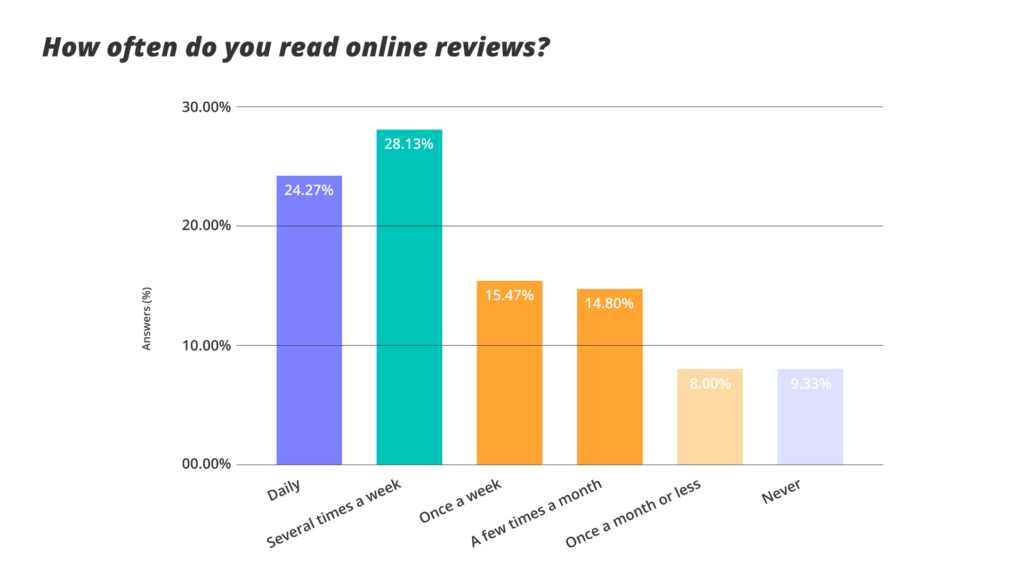 How often do you read online reviews?
30.00%
20.00%
10.00%
00.00%
Answers (%)
24.27%
28.13%
15.47%
14.80%
8.00%
9.33%
Daily
Several times a week
Once a week
A few times a month
Once a month or less
Never